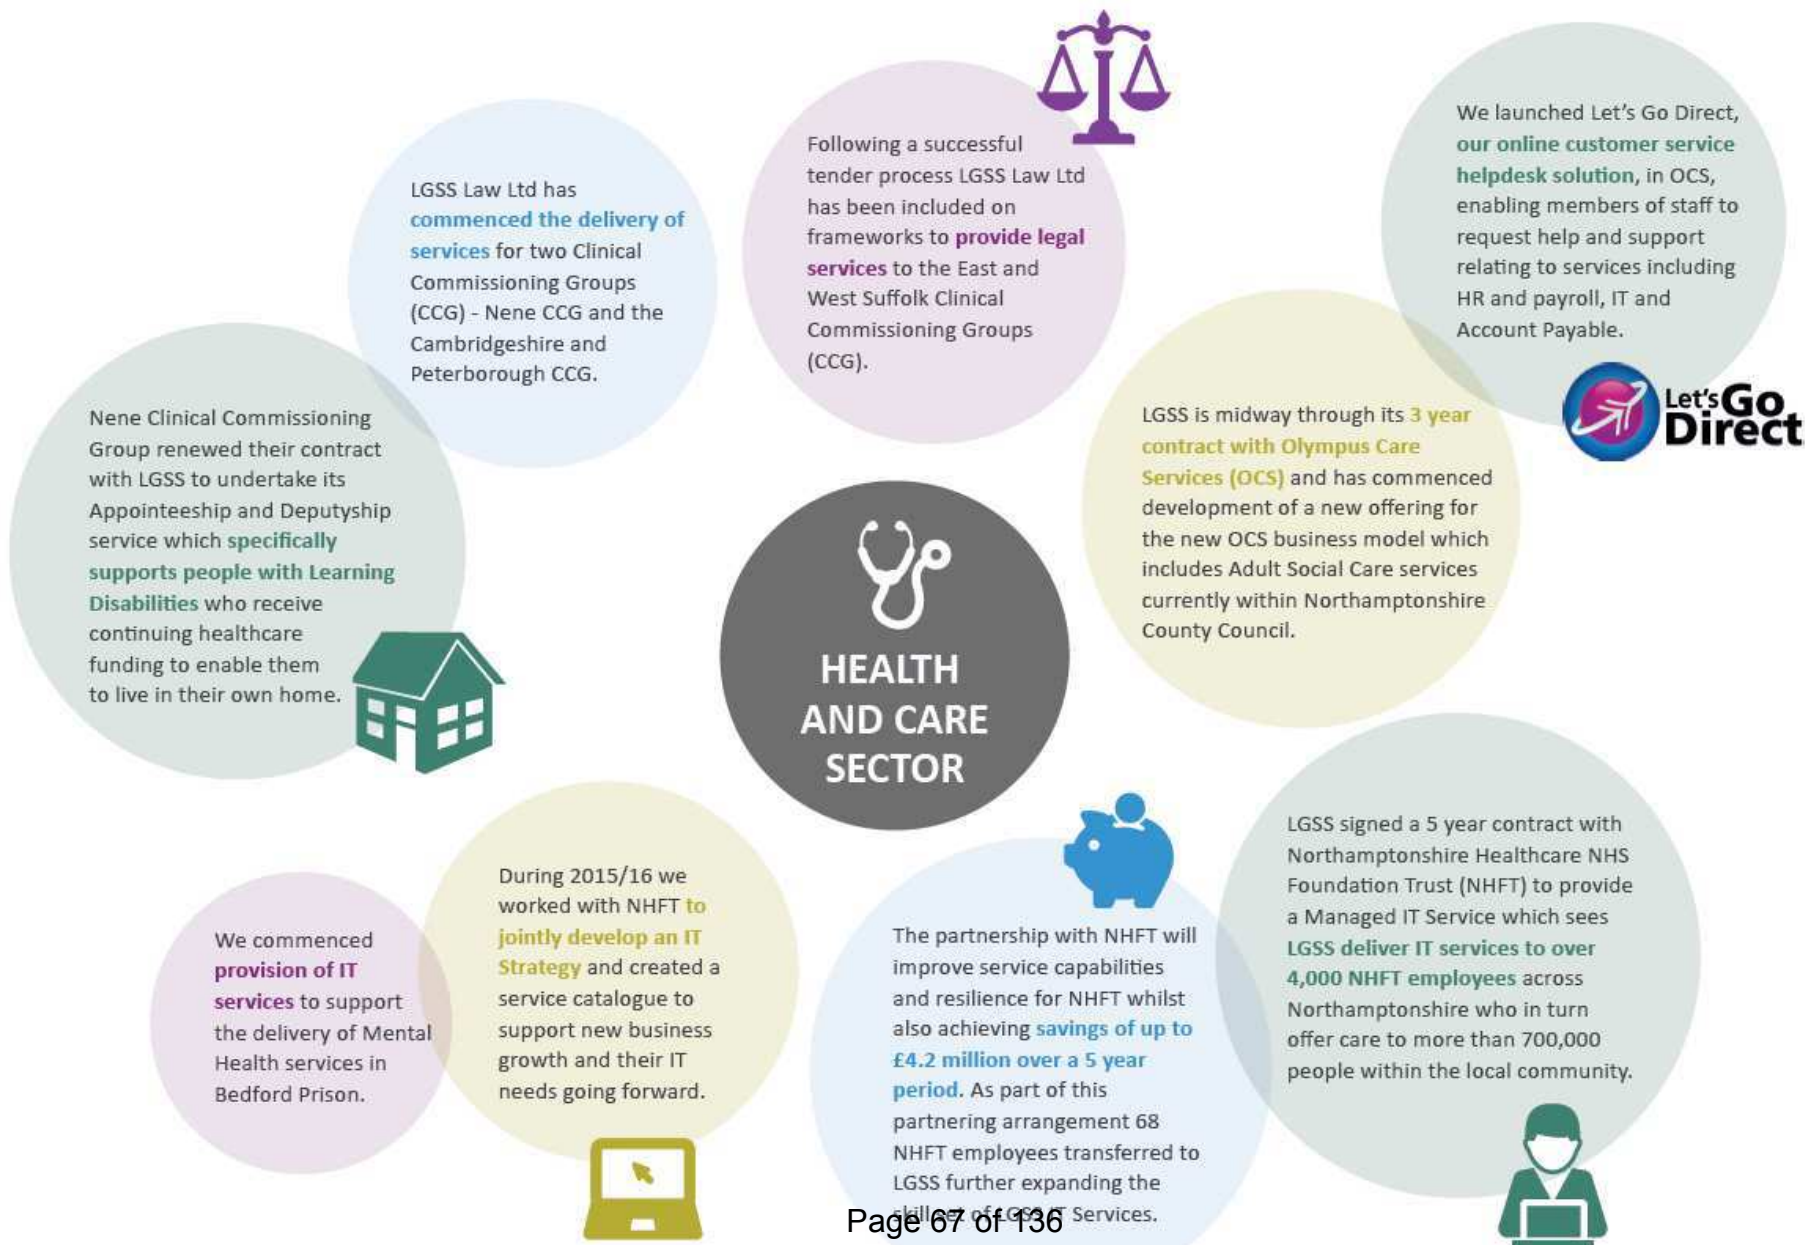 LGSS Law Ltd has
commenced the delivery of
services for two Clinical
Commissioning Groups
(CCG) - Nene CCG and the
Cambridgeshire and
Peterborough CCG.
Following a successful
tender process LGSS Law Ltd
has been included on
frameworks to provide legal
services to the East and
West Suffolk Clinical
Commissioning Groups
(CCG).
We launched Let's Go Direct,
our online customer service
helpdesk solution, in OCS,
enabling members of staff to
request help and support
relating to services including
HR and payroll, IT and
Account Payable.
Let's Go
Direct
Nene Clinical Commissioning
Group renewed their contract
with LGSS to undertake its
Appointeeship and Deputyship
service which specifically
supports people with Learning
Disabilities who receive
continuing healthcare
funding to enable them
to live in their own home.
LGSS is midway through its 3 year
contract with Olympus Care
Services (OCS) and has commenced
development of a new offering for
the new OCS business model which
includes Adult Social Care services
currently within Northamptonshire
County Council.
HEALTH
AND CARE
SECTOR
We commenced
provision of IT
services to support
the delivery of Mental
Health services in
Bedford Prison.
During 2015/16 we
worked with NHFT to
jointly develop an IT
Strategy and created a
service catalogue to
support new business
growth and their IT
needs going forward.
The partnership with NHFT will
improve service capabilities
and resilience for NHFT whilst
also achieving savings of up to
£4.2 million over a 5 year
period. As part of this
partnering arrangement 68
NHFT employees transferred to
LGSS further expanding the
skill set of LGSS IT Services.
LGSS signed a 5 year contract with
Northamptonshire Healthcare NHS
Foundation Trust (NHFT) to provide
a Managed IT Service which sees
LGSS deliver IT services to over
4,000 NHFT employees across
Northamptonshire who in turn
offer care to more than 700,000
people within the local community.
Page 67 of 136